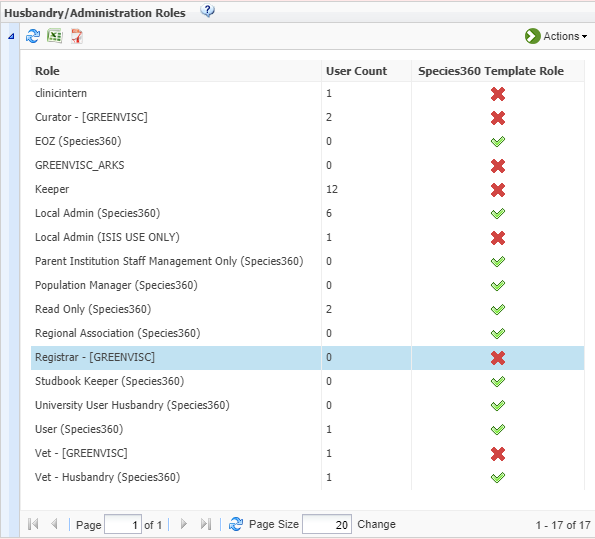 Husbandry/Administration Roles
Actions
Role User Count Species360 Template Role
clinicintern 1
Curator - [GREENVISC] 2
EOZ (Species360) 0
GREENVISC_ARKS 0
Keeper 12
Local Admin (Species360) 6
Local Admin (ISIS USE ONLY) 1
Parent Institution Staff Management Only (Species360) 0
Population Manager (Species360) 0
Read Only (Species360) 2
Regional Association (Species360) 0
Registrar - [GREENVISC] 0
Studbook Keeper (Species360) 0
University User Husbandry (Species360) 0
User (Species360) 1
Vet - [GREENVISC] 1
Vet - Husbandry (Species360) 1
Page 1 of 1 Page Size 20 Change 1 - 17 of 17